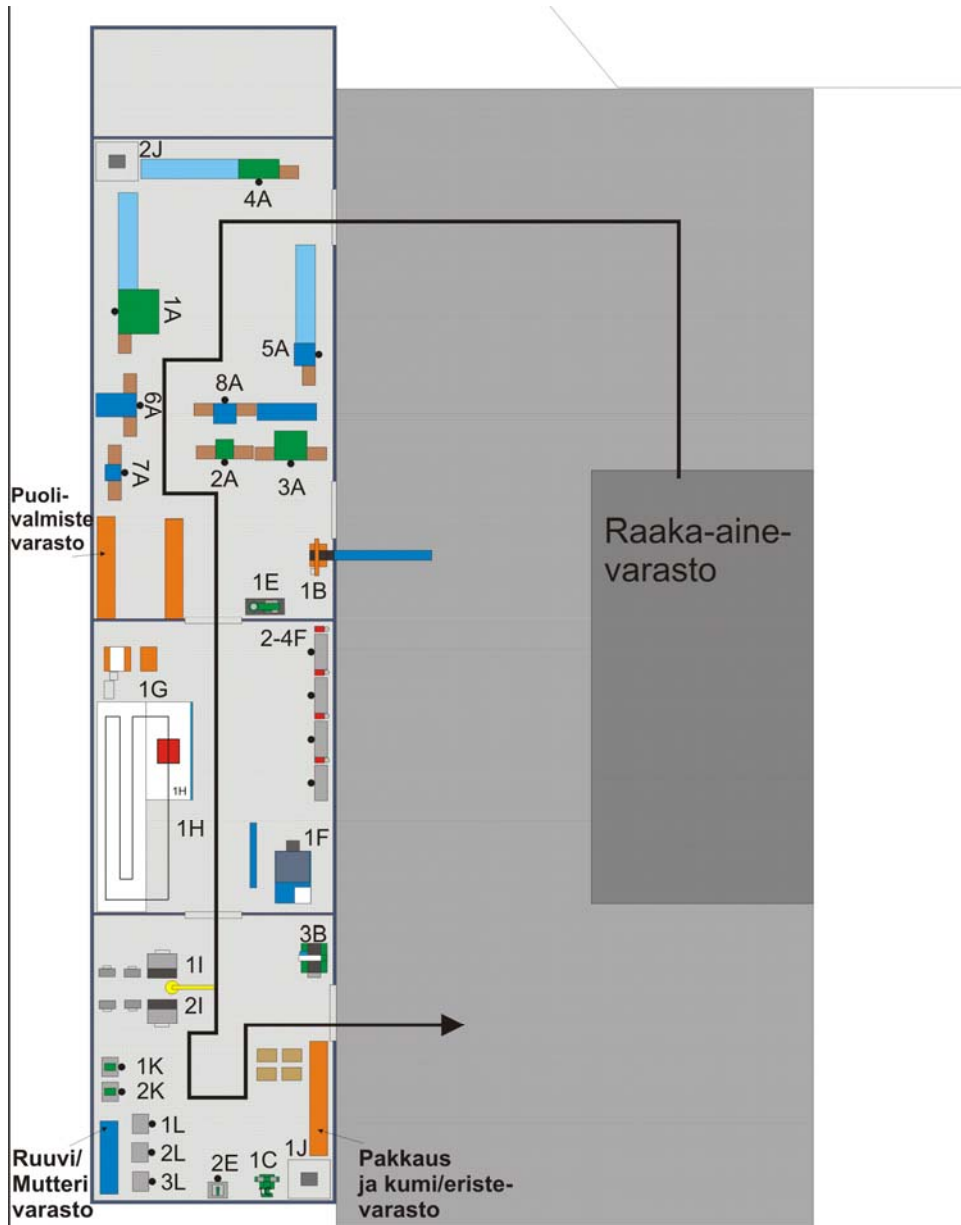 2J
4A
1A
5A
8A
6A
2A
3A
7A
Puoli-
valmiste
varasto
Raaka-aine-
varasto
1E
1B
2-4F
1G
1H
1H
1F
3B
1I
2I
1K
2K
1L
2L
3L
2E
1C
1J
Ruuvi/
Mutteri
varasto
Pakkaus
ja kumi/eriste-
varasto